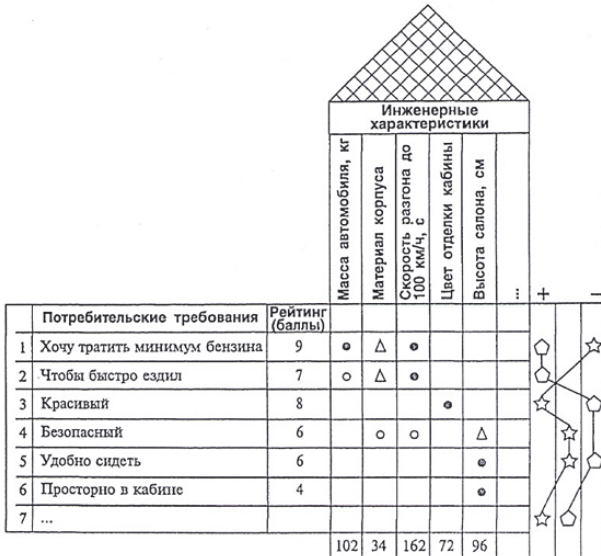 Инженерные
характеристики
Масса автомобиля, кг
Материал корпуса
Скорость разгона до
100 км/ч, с
Цвет отделки кабины
Высота салона, см
...
+ −
Потребительские требования Рейтинг
(баллы)
1 Хочу тратить минимум бензина 9
2 Чтобы быстро ездил 7
3 Красивый 8
4 Безопасный 6
5 Удобно сидеть 6
6 Просторно в кабине 4
7 ...
102 34 162 72 96